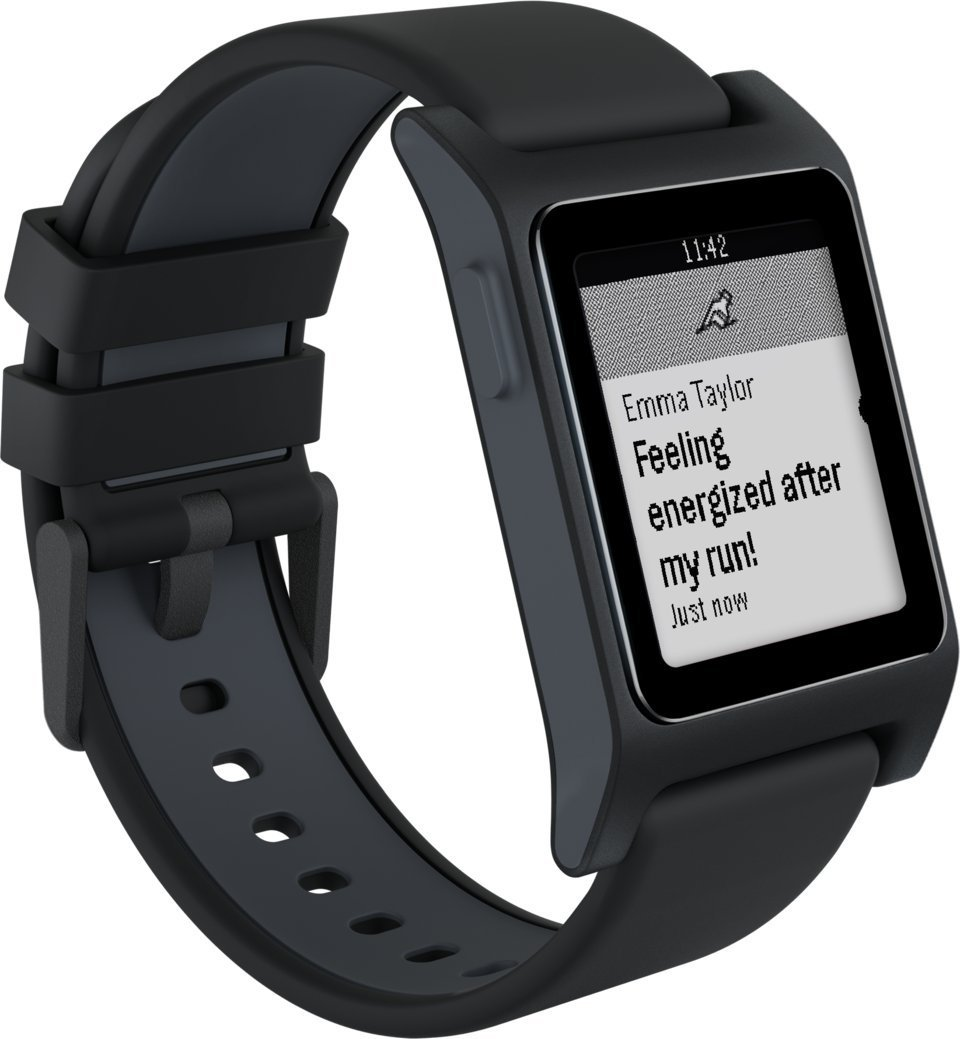 11:42
Emma Taylor
Feeling
energized after
my run!
Just now